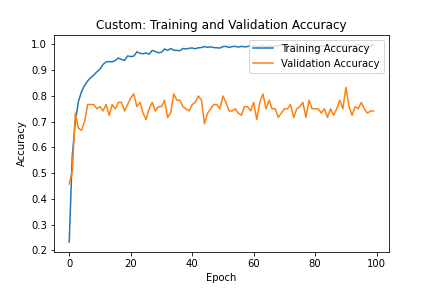 Custom: Training and Validation Accuracy
1.0
0.9
0.8
0.7
0.6
0.5
0.4
0.3
0.2
Accuracy
Training Accuracy
Validation Accuracy
0 20 40 60 80 100
Epoch